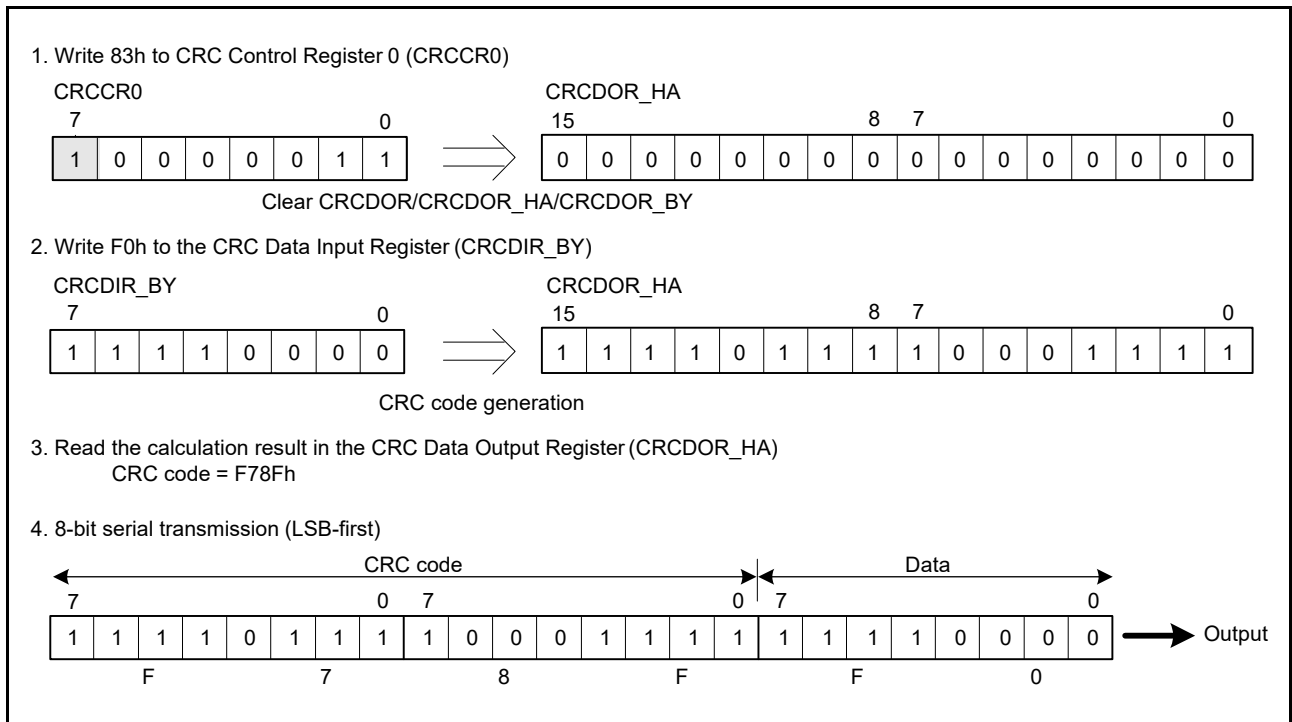 1. Write 83h to CRC Control Register 0 (CRCCR0)
CRCCR0 CRCDOR_HA
7 0 15 8 7 0
1 0 0 0 0 0 1 1 0 0 0 0 0 0 0 0 0 0 0 0 0 0 0 0
Clear CRCDOR/CRCDOR_HA/CRCDOR_BY
2. Write F0h to the CRC Data Input Register (CRCDIR_BY)
CRCDIR_BY CRCDOR_HA
7 0 15 8 7 0
1 1 1 1 0 0 0 0 1 1 1 1 0 1 1 1 1 0 0 0 1 1 1 1
CRC code generation
3. Read the calculation result in the CRC Data Output Register (CRCDOR_HA)
CRC code = F78Fh
4. 8-bit serial transmission (LSB-first)
CRC code Data
7 0 7 0 7 0
1 1 1 1 0 1 1 1 1 0 0 0 1 1 1 1 1 1 1 1 0 0 0 0 Output
F 7 8 F F 0